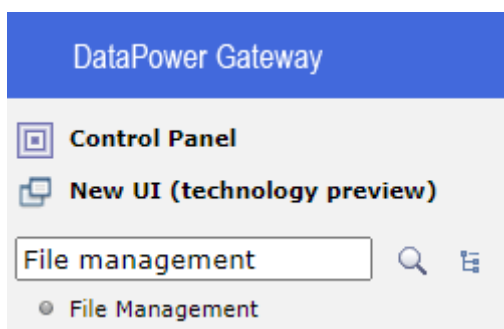 DataPower Gateway
Control Panel
New UI (technology preview)
File management
File Management